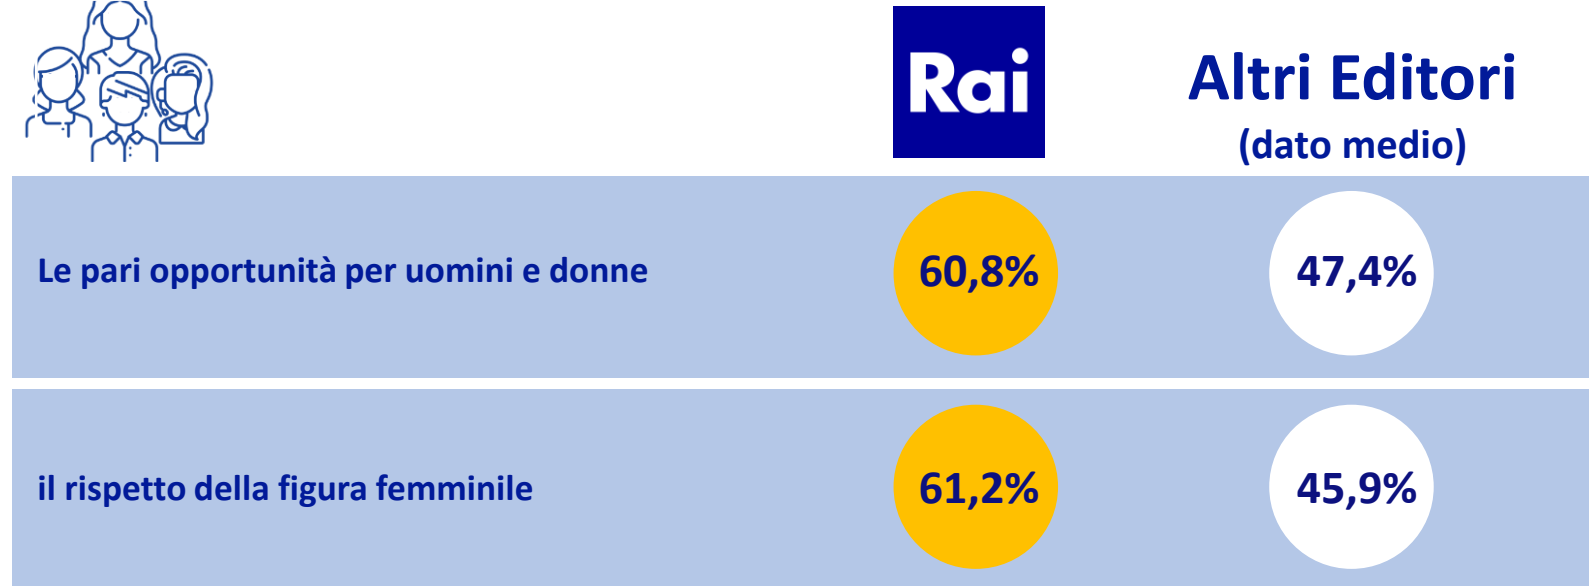 Rai
Altri Editori
(dato medio)
Le pari opportunità per uomini e donne
60,8%
47,4%
il rispetto della figura femminile
61,2%
45,9%